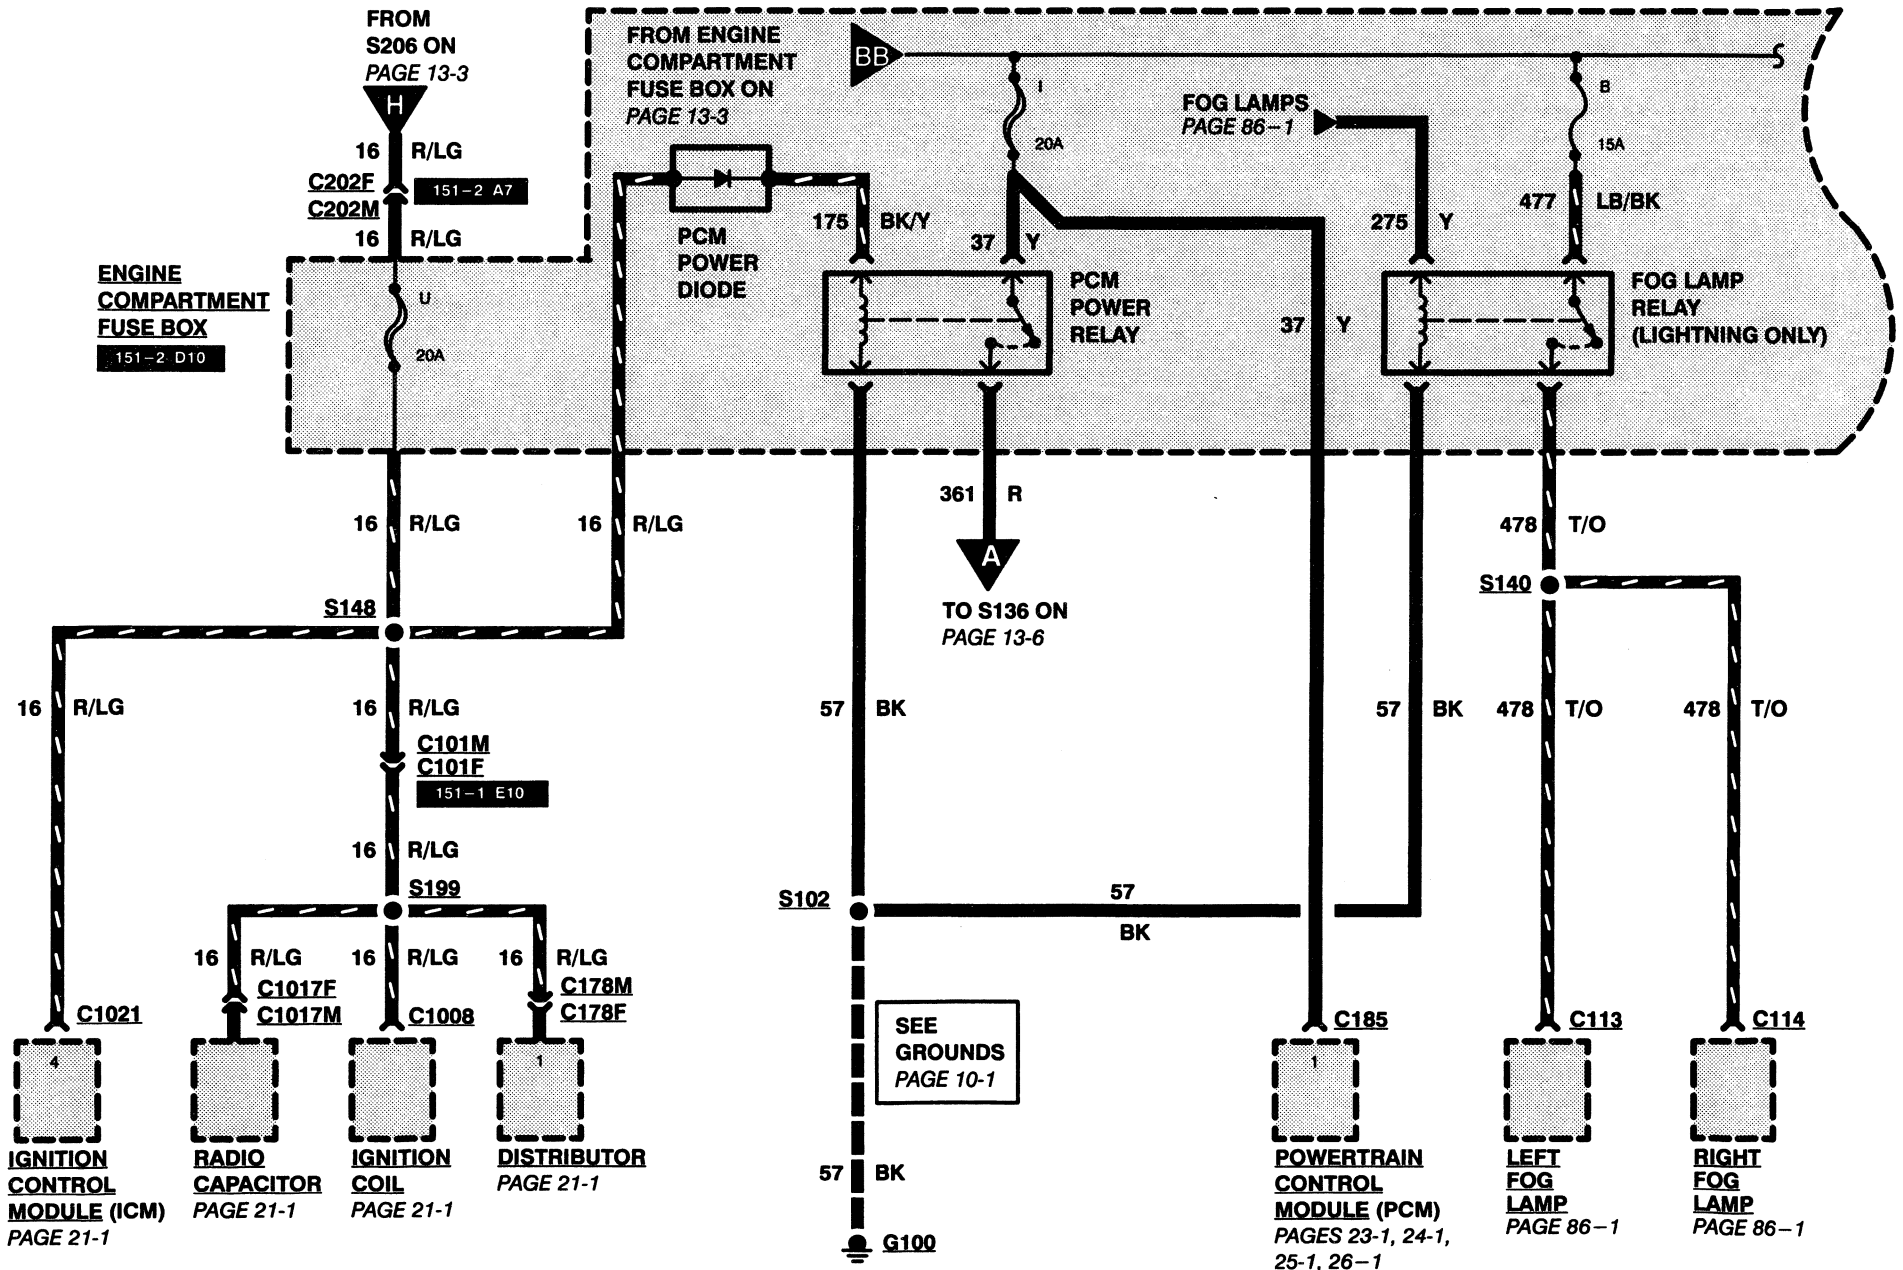 FROM
S206 ON
PAGE 13-3
H
16 R/LG
C202F
151-2 A7
C202M
16 R/LG
ENGINE
COMPARTMENT
FUSE BOX
151-2 D10
U
20A
FROM ENGINE
COMPARTMENT
FUSE BOX ON
PAGE 13-3
BB
I
20A
FOG LAMPS
PAGE 86-1
B
15A
PCM
POWER
DIODE
175 BK/Y
37 Y
275 Y
477 LB/BK
PCM
POWER
RELAY
37 Y
FOG LAMP
RELAY
(LIGHTNING ONLY)
16 R/LG
16 R/LG
361 R
A
TO S136 ON
PAGE 13-6
478 T/O
S140
S148
16 R/LG
16 R/LG
57 BK
57 BK
478 T/O
478 T/O
C101M
C101F
151-1 E10
16 R/LG
S199
S102
57
BK
16 R/LG
16 R/LG
16 R/LG
C1021
C1017F
C1017M
C1008
C178M
C178F
SEE
GROUNDS
PAGE 10-1
C185
C113
C114
4
1
1
IGNITION
CONTROL
MODULE (ICM)
PAGE 21-1
RADIO
CAPACITOR
PAGE 21-1
IGNITION
COIL
PAGE 21-1
DISTRIBUTOR
PAGE 21-1
57 BK
G100
POWERTRAIN
CONTROL
MODULE (PCM)
PAGES 23-1, 24-1,
25-1, 26-1
LEFT
FOG
LAMP
PAGE 86-1
RIGHT
FOG
LAMP
PAGE 86-1